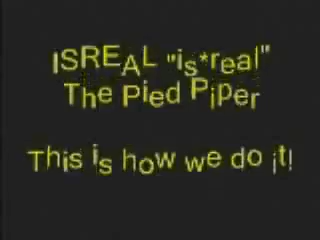 ISREAL "is*real"
The Pied Piper
This is how we do it!